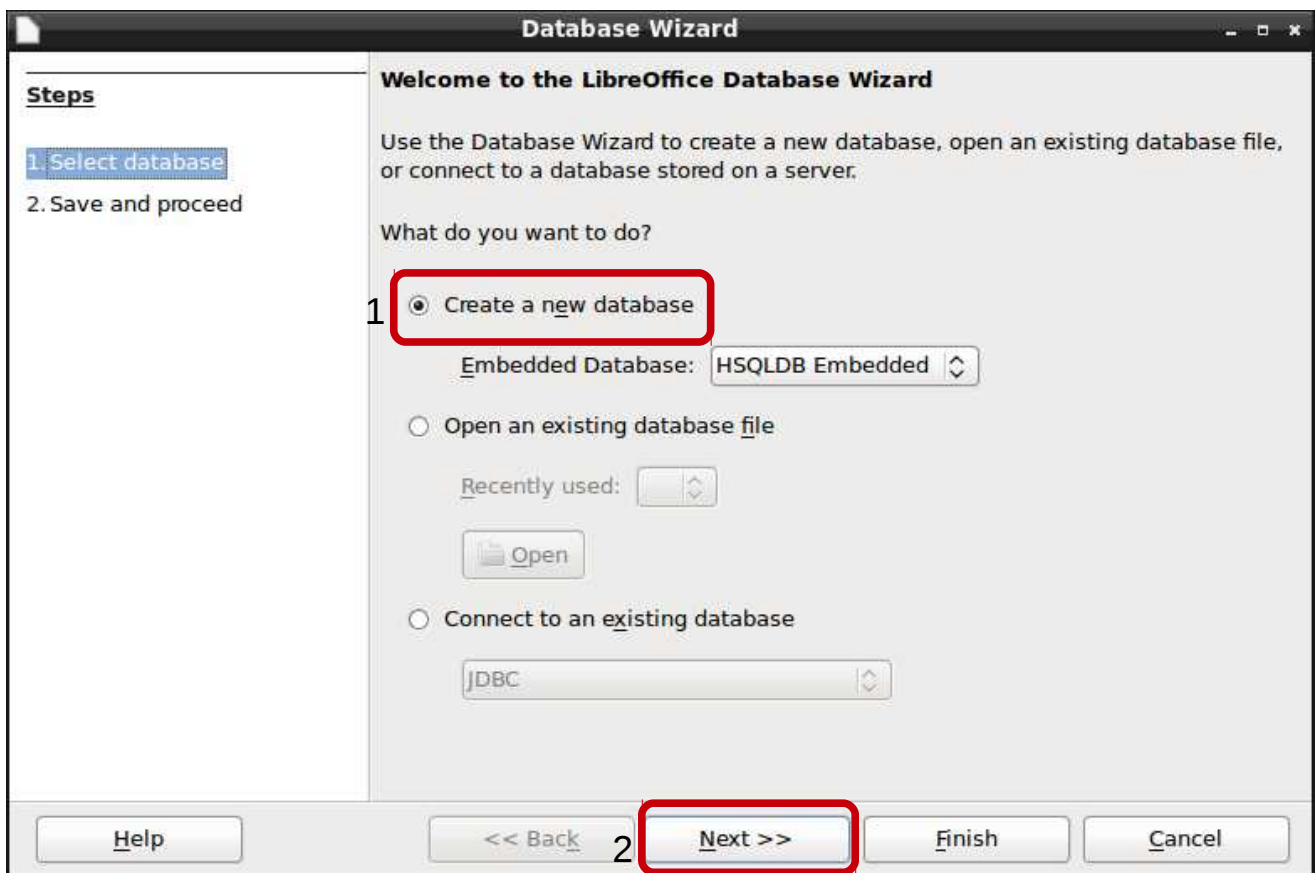 Database Wizard
Steps
1. Select database
2. Save and proceed
Welcome to the LibreOffice Database Wizard
Use the Database Wizard to create a new database, open an existing database file,
or connect to a database stored on a server.
What do you want to do?
1
Create a new database
Embedded Database: HSQLDB Embedded
Open an existing database file
Recently used:
Open
Connect to an existing database
JDBC
Help
<< Back
2
Next >>
Finish
Cancel